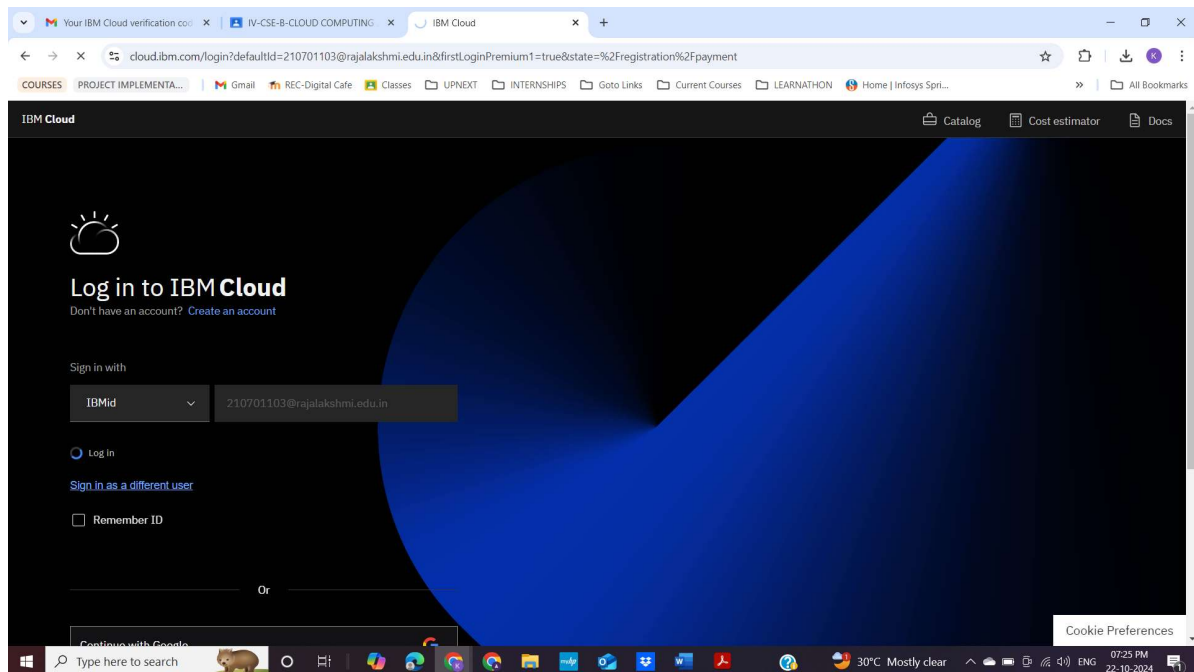 Your IBM Cloud verification cod
IV-CSE-B-CLOUD COMPUTING
IBM Cloud
cloud.ibm.com/login?defaultId=210701103@rajalakshmi.edu.in&firstLoginPremium1=true&state=%2Fregistration%2Fpayment
K
COURSES PROJECT IMPLEMENTA... Gmail REC-Digital Cafe Classes UPNEXT INTERNSHIPS Goto Links Current Courses LEARNATHON Home | Infosys Spri... » All Bookmarks
IBM Cloud Catalog Cost estimator Docs
Log in to IBM Cloud
Don't have an account? Create an account
Sign in with
IBMid 210701103@rajalakshmi.edu.in
Log in
Sign in as a different user
Remember ID
Or
Continue with Google
Cookie Preferences
Type here to search 30°C Mostly clear ENG 07:25 PM
22-10-2024